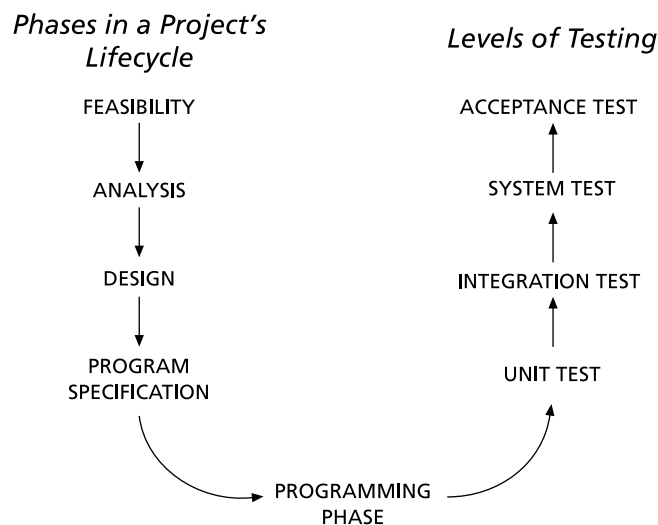 Phases in a Project's
Lifecycle
FEASIBILITY
ANALYSIS
DESIGN
PROGRAM
SPECIFICATION
PROGRAMMING
PHASE
Levels of Testing
ACCEPTANCE TEST
SYSTEM TEST
INTEGRATION TEST
UNIT TEST